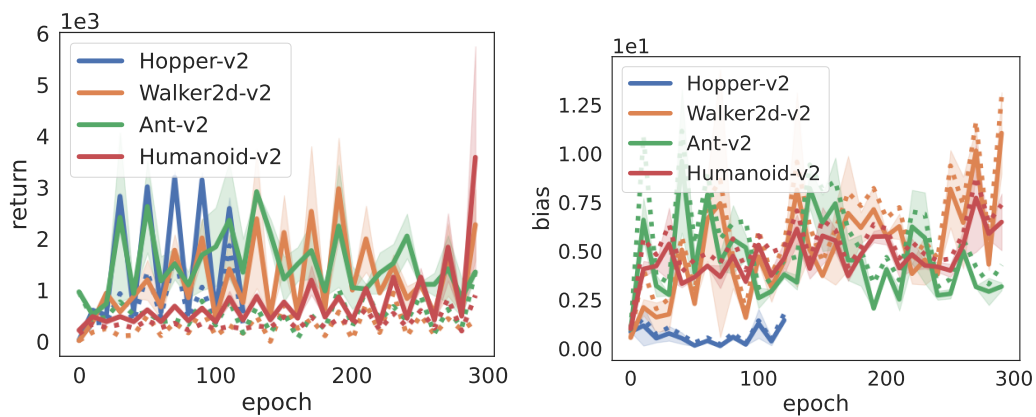 1e3
6
5
4
3
2
1
0
return
Hopper-v2
Walker2d-v2
Ant-v2
Humanoid-v2
0
100
200
300
epoch
1e1
1.25
1.00
0.75
0.50
0.25
0.00
bias
Hopper-v2
Walker2d-v2
Ant-v2
Humanoid-v2
0
100
200
300
epoch